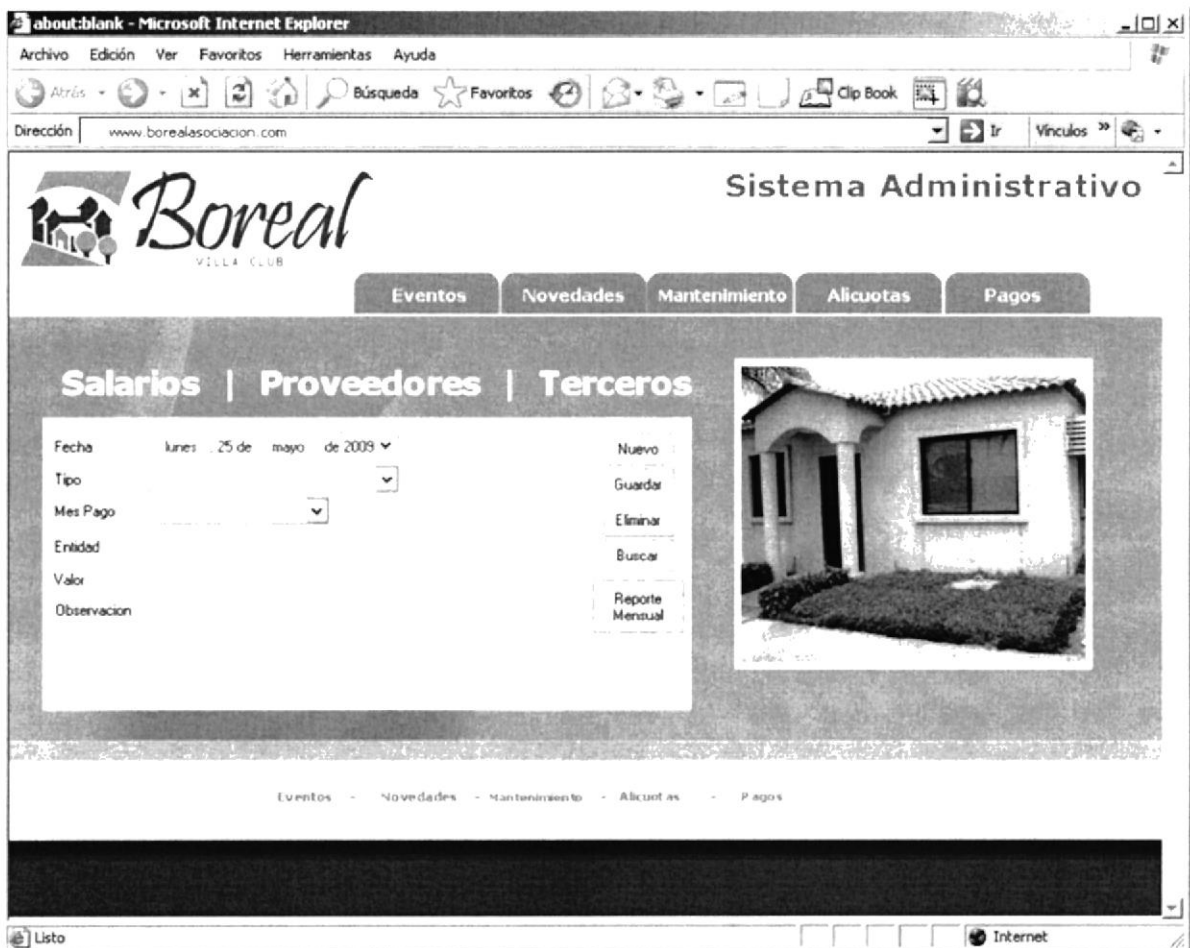 about:blank - Microsoft Internet Explorer
Archivo Edición Ver Favoritos Herramientas Ayuda
Atrás Búsqueda Favoritos Clip Book
Dirección www.borealasociacion.com Ir Vínculos »
Boreal
VILLA CLUB
Sistema Administrativo
Eventos Novedades Mantenimiento Alicuotas Pagos
Salarios | Proveedores | Terceros
Fecha lunes , 25 de mayo de 2009
Tipo
Mes Pago
Entidad
Valor
Observacion
Nuevo
Guardar
Eliminar
Buscar
Reporte
Mensual
Eventos - Novedades - Mantenimiento - Alicuotas - Pagos
Listo Internet